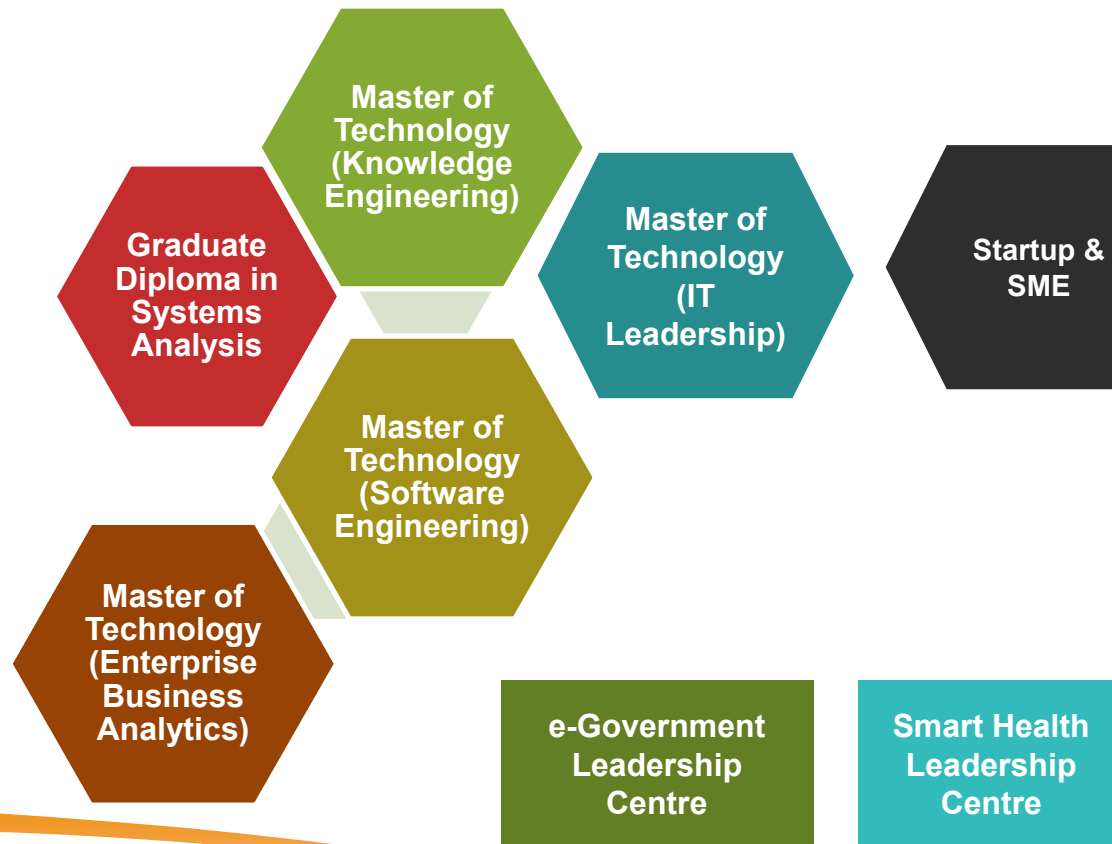 Master of
Technology
(Knowledge
Engineering)
Graduate
Diploma in
Systems
Analysis
Master of
Technology
(IT
Leadership)
Startup &
SME
Master of
Technology
(Software
Engineering)
Master of
Technology
(Enterprise
Business
Analytics)
e-Government
Leadership
Centre
Smart Health
Leadership
Centre